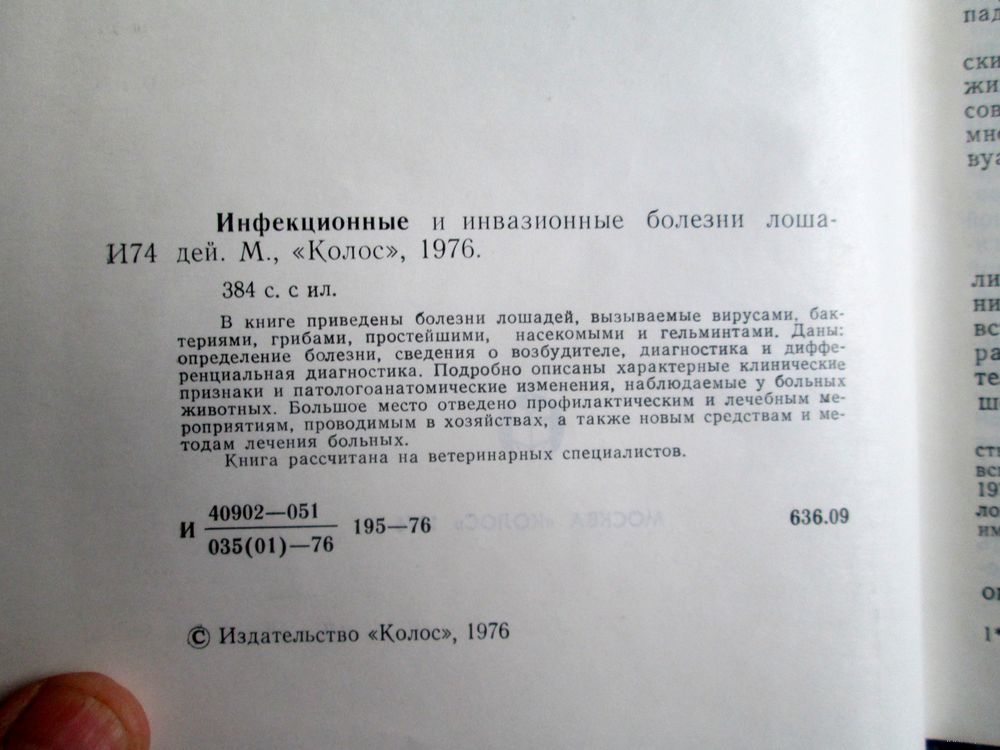 Инфекционные и инвазионные болезни лоша-
И74 дей. М., «Колос», 1976.
384 с. с ил.
В книге приведены болезни лошадей, вызываемые вирусами, бак-
териями, грибами, простейшими, насекомыми и гельминтами. Даны:
определение болезни, сведения о возбудителе, диагностика и диффе-
ренциальная диагностика. Подробно описаны характерные клинические
признаки и патологоанатомические изменения, наблюдаемые у больных
животных. Большое место отведено профилактическим и лечебным ме-
роприятиям, проводимым в хозяйствах, а также новым средствам и ме-
тодам лечения больных.
Книга рассчитана на ветеринарных специалистов.
40902—051
И 195—76 636.09
035(01)—76
© Издательство «Колос», 1976